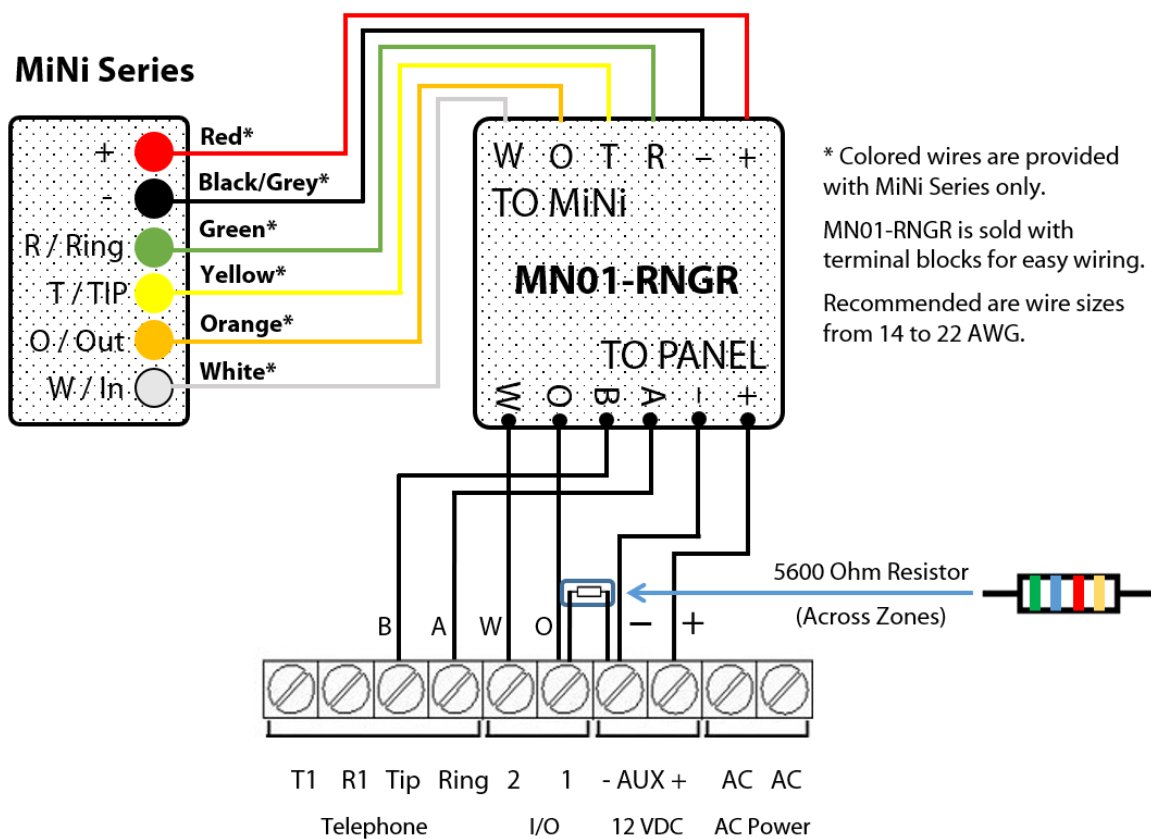 MiNi Series
+
Red*
-
Black/Grey*
R / Ring
Green*
T / TIP
Yellow*
O / Out
Orange*
W / In
White*
W O T R – +
TO MiNi
MN01-RNGR
TO PANEL
W O B A – +
* Colored wires are provided
with MiNi Series only.
MN01-RNGR is sold with
terminal blocks for easy wiring.
Recommended are wire sizes
from 14 to 22 AWG.
5600 Ohm Resistor
(Across Zones)
B A W O – +
T1 R1 Tip Ring 2 1 - AUX + AC AC
Telephone I/O 12 VDC AC Power